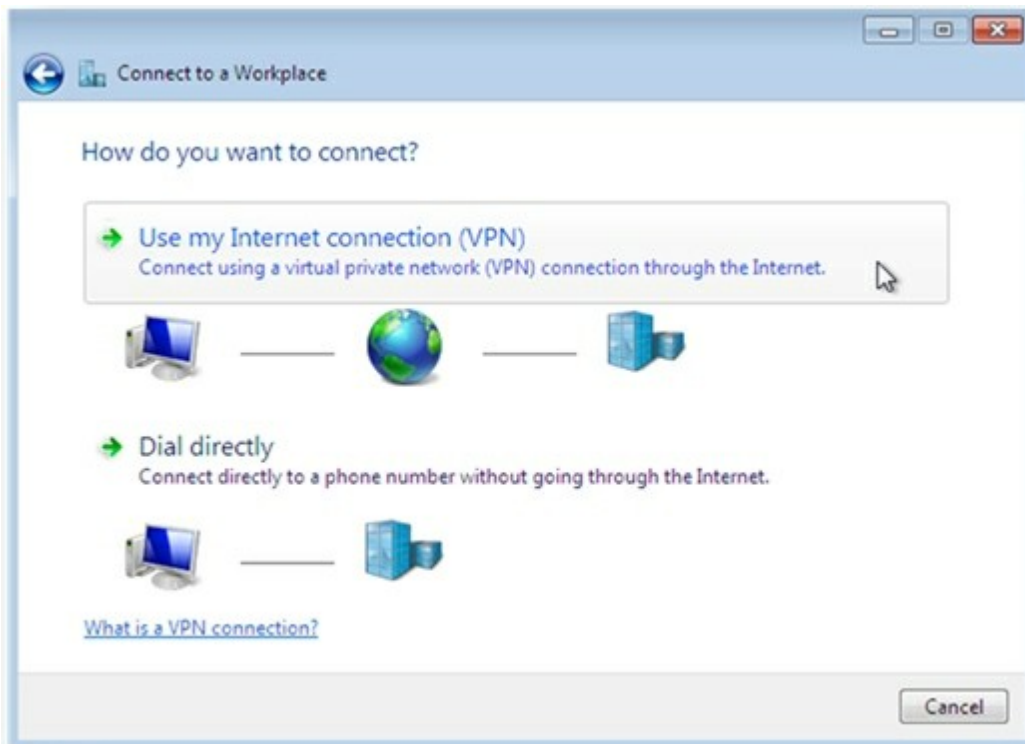 Connect to a Workplace
How do you want to connect?
Use my Internet connection (VPN)
Connect using a virtual private network (VPN) connection through the Internet.
Dial directly
Connect directly to a phone number without going through the Internet.
What is a VPN connection?
Cancel